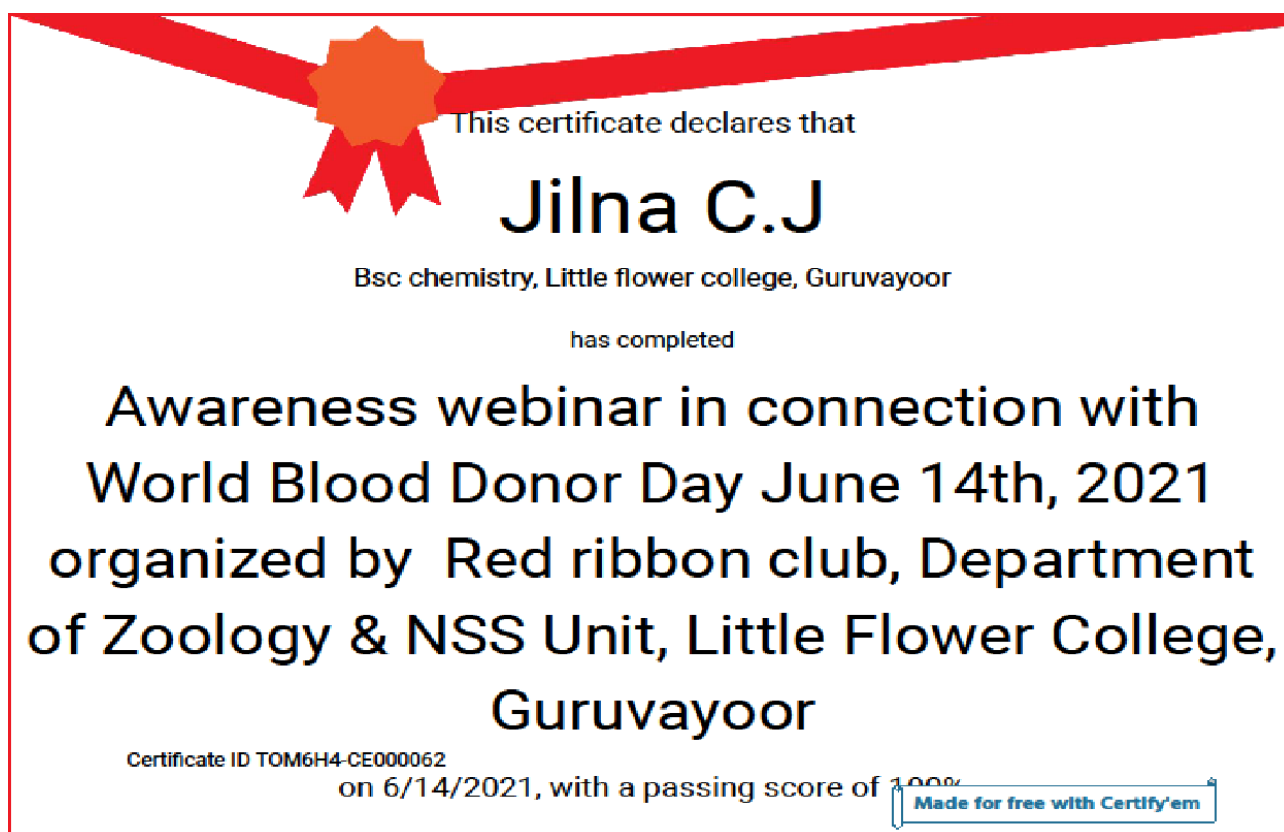 This certificate declares that
Jilna C.J
Bsc chemistry, Little flower college, Guruvayoor
has completed
Awareness webinar in connection with
World Blood Donor Day June 14th, 2021
organized by Red ribbon club, Department
of Zoology & NSS Unit, Little Flower College,
Guruvayoor
Certificate ID TOM6H4-CE000062
on 6/14/2021, with a passing score of 100%
Made for free with Certify'em